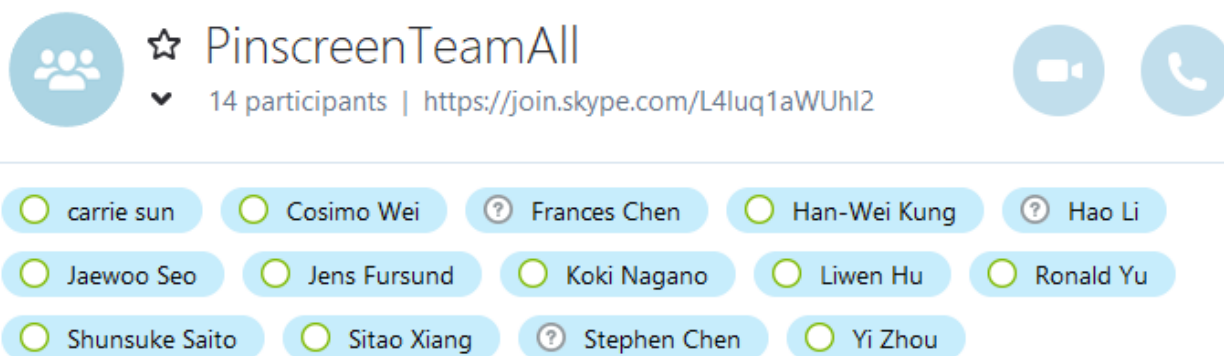 PinscreenTeamAll
14 participants | https://join.skype.com/L4luq1aWUhl2
carrie sun Cosimo Wei ? Frances Chen Han-Wei Kung ? Hao Li
Jaewoo Seo Jens Fursund Koki Nagano Liwen Hu Ronald Yu
Shunsuke Saito Sitao Xiang ? Stephen Chen Yi Zhou